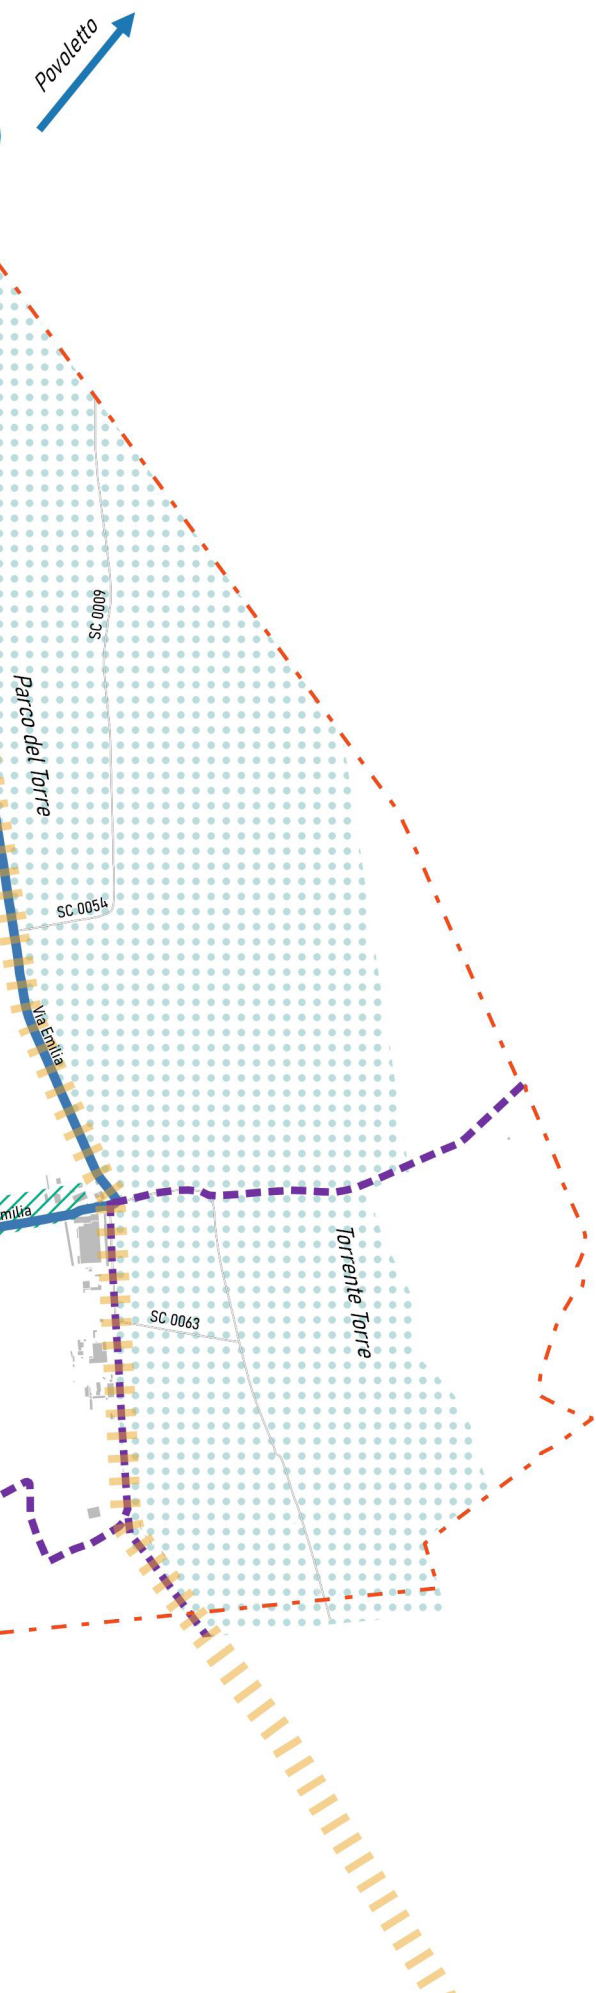 Povoletto
SC 0009
Parco del Torre
SC 0054
Via Emilia
milia
Torrente Torre
SC 0063